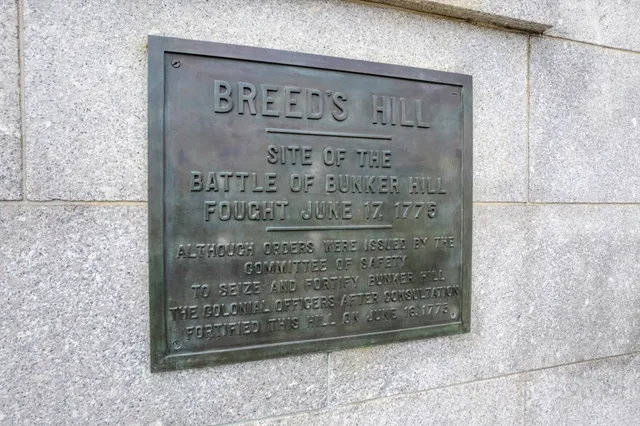 BREED'S HILL
SITE OF THE
BATTLE OF BUNKER HILL
FOUGHT JUNE 17, 1775
ALTHOUGH ORDERS WERE ISSUED BY THE
COMMITTEE OF SAFETY
TO SEIZE AND FORTIFY BUNKER HILL
THE COLONIAL OFFICERS AFTER CONSULTATION
FORTIFIED THIS HILL ON JUNE 16, 1775